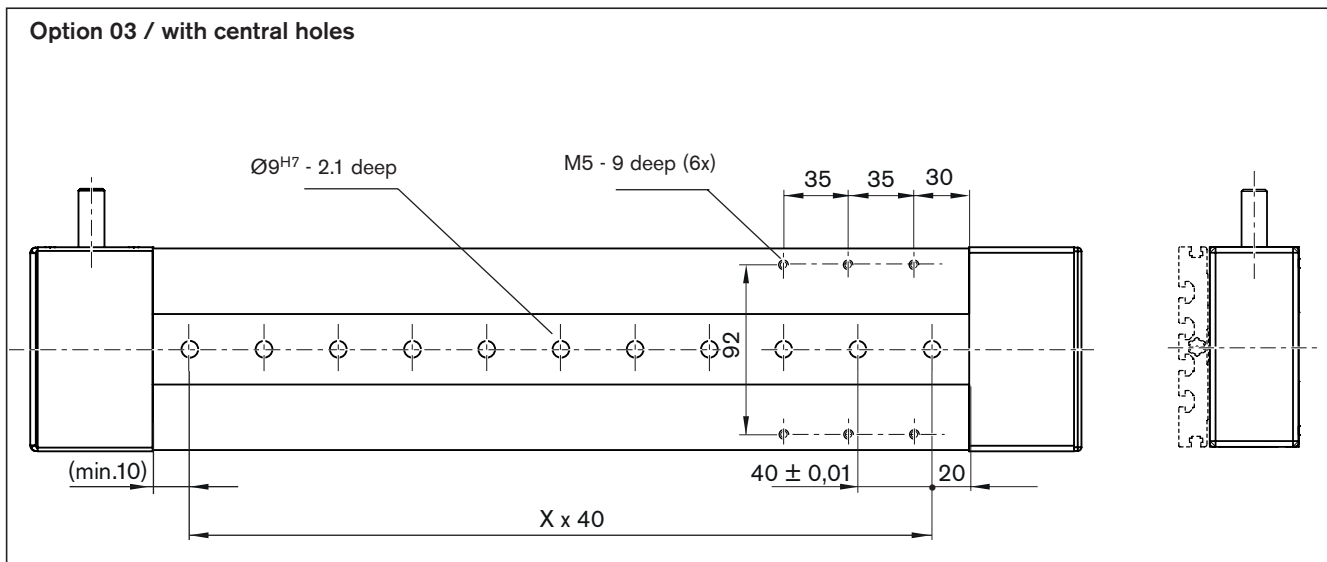 Option 03 / with central holes
Ø9H7 - 2.1 deep
M5 - 9 deep (6x)
35
35
30
92
(min.10)
40 ± 0,01
20
X x 40